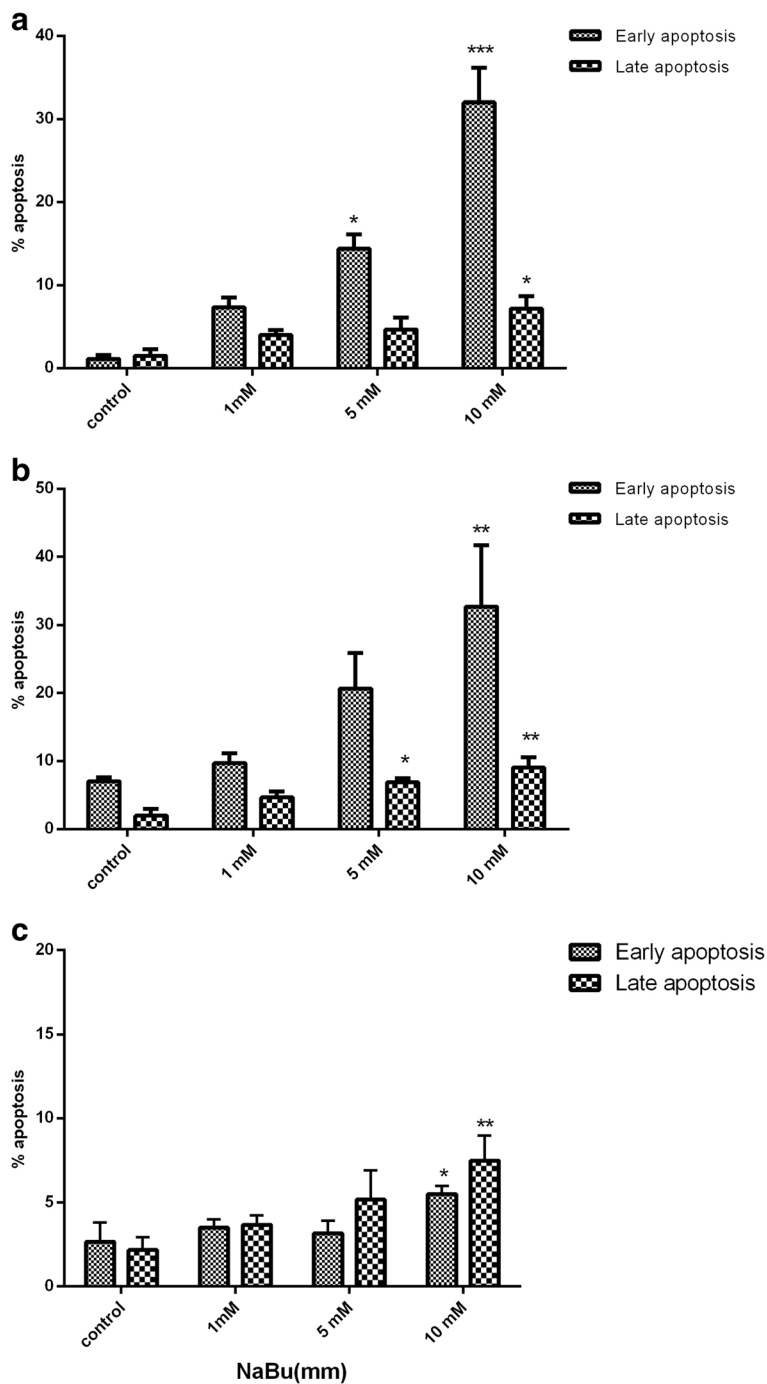 a
40
30
20
10
0
% apoptosis
***
*
*
Early apoptosis
Late apoptosis
control
1mM
5 mM
10 mM
b
50
40
30
20
10
0
% apoptosis
**
*
**
Early apoptosis
Late apoptosis
control
1 mM
5 mM
10 mM
c
20
15
10
5
0
% apoptosis
**
*
Early apoptosis
Late apoptosis
control
1mM
5 mM
10 mM
NaBu(mm)